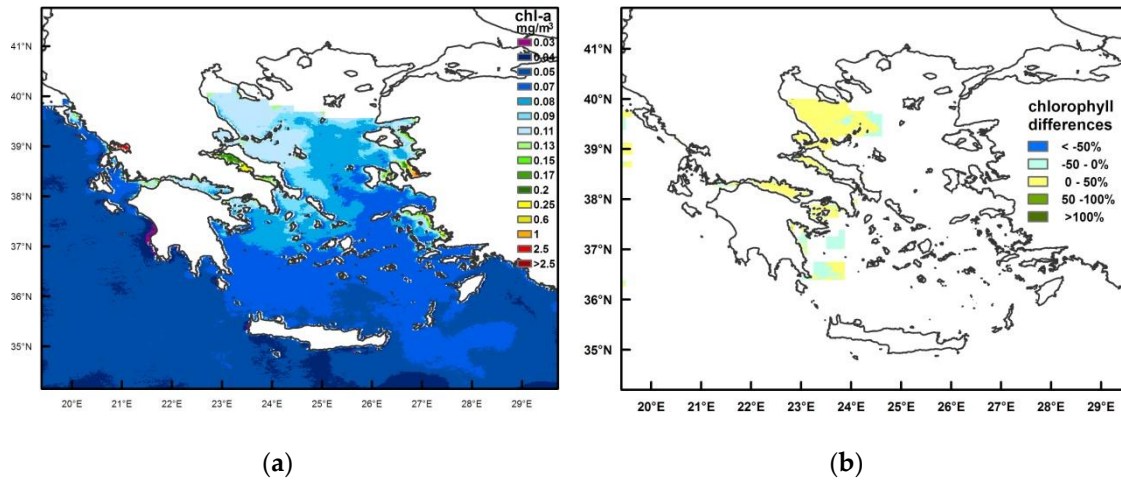 chl-a
mg/m³
0.03
0.04
0.05
0.07
0.08
0.09
0.11
0.13
0.15
0.17
0.2
0.25
0.6
1
2.5
>2.5
41°N
40°N
39°N
38°N
37°N
36°N
35°N
20°E 21°E 22°E 23°E 24°E 25°E 26°E 27°E 28°E 29°E
(a)
chlorophyll
differences
< -50%
-50 - 0%
0 - 50%
50 -100%
>100%
41°N
40°N
39°N
38°N
37°N
36°N
35°N
20°E 21°E 22°E 23°E 24°E 25°E 26°E 27°E 28°E 29°E
(b)